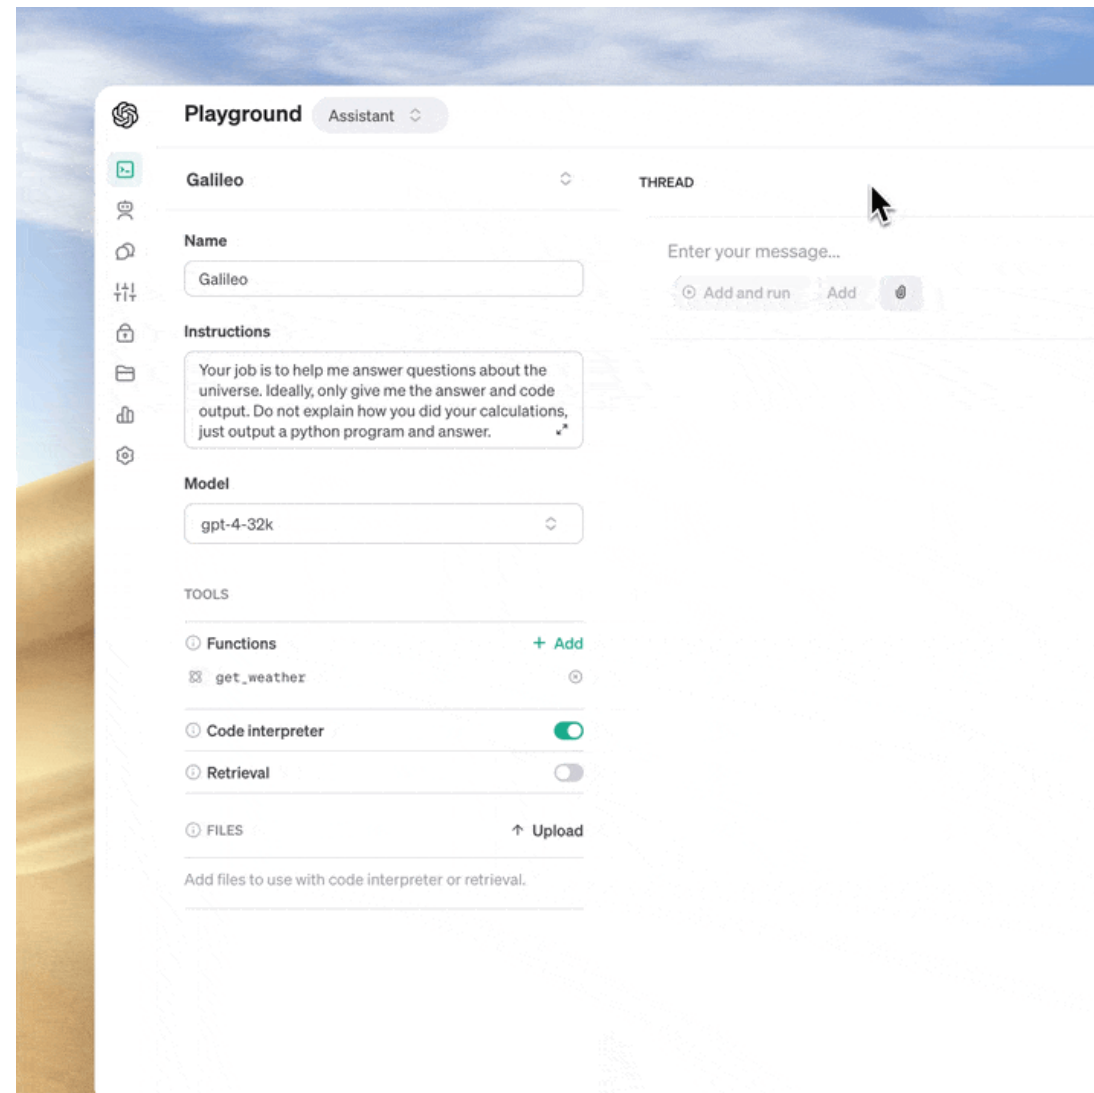 Playground
Assistant
Galileo
Name
Galileo
Instructions
Your job is to help me answer questions about the
universe. Ideally, only give me the answer and code
output. Do not explain how you did your calculations,
just output a python program and answer.
Model
gpt-4-32k
TOOLS
Functions
+ Add
get_weather
Code interpreter
Retrieval
FILES
Upload
Add files to use with code interpreter or retrieval.
THREAD
Enter your message...
Add and run
Add